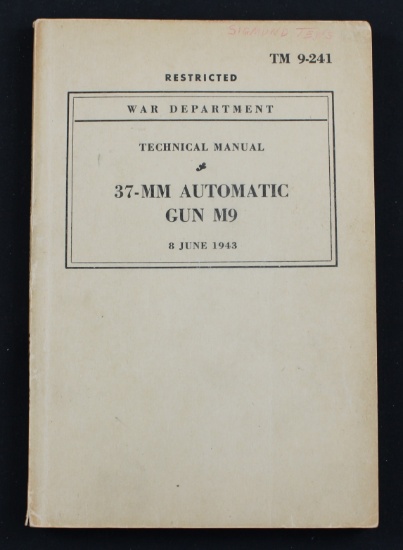 TM 9-241
RESTRICTED
WAR DEPARTMENT
TECHNICAL MANUAL
37-MM AUTOMATIC
GUN M9
8 JUNE 1943